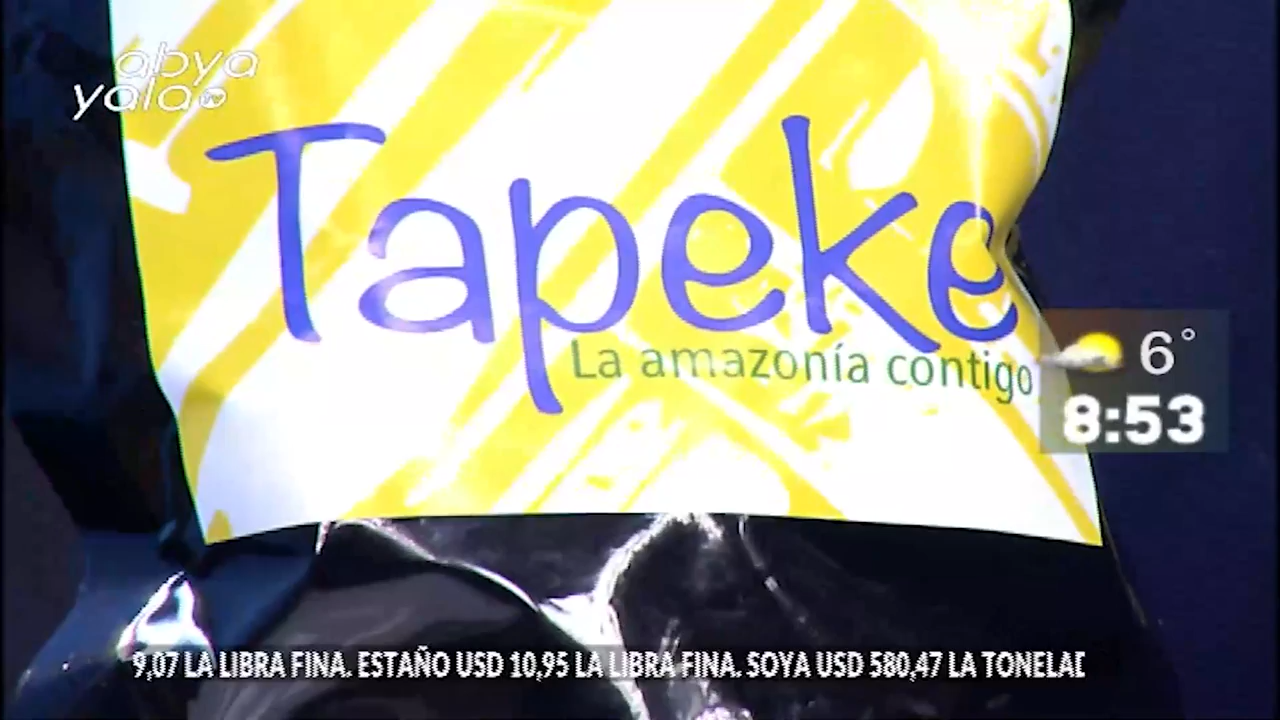 abya
yala
Tapeke
La amazonía contigo
6°
8:53
9,07 LA LIBRA FINA. ESTAÑO USD 10,95 LA LIBRA FINA. SOYA USD 580,47 LA TONELAD